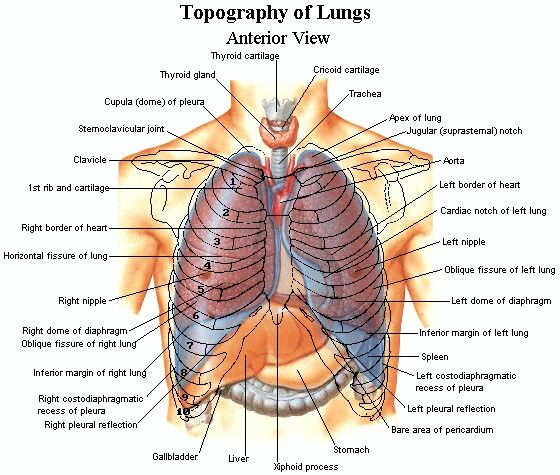 Topography of Lungs
Anterior View
Thyroid cartilage
Cricoid cartilage
Thyroid gland
Trachea
Cupula (dome) of pleura
Apex of lung
Sternoclavicular joint
Jugular (suprasternal) notch
Clavicle
Aorta
1st rib and cartilage
Left border of heart
Cardiac notch of left lung
Right border of heart
Left nipple
Horizontal fissure of lung
Oblique fissure of left lung
Right nipple
Left dome of diaphragm
Right dome of diaphragm
Inferior margin of left lung
Oblique fissure of right lung
Spleen
Inferior margin of right lung
Left costodiaphragmatic
recess of pleura
Right costodiaphragmatic
recess of pleura
Left pleural reflection
Right pleural reflection
Bare area of pericardium
Gallbladder
Liver
Stomach
Xiphoid process
1
2
3
4
5
6
7
8
9
10